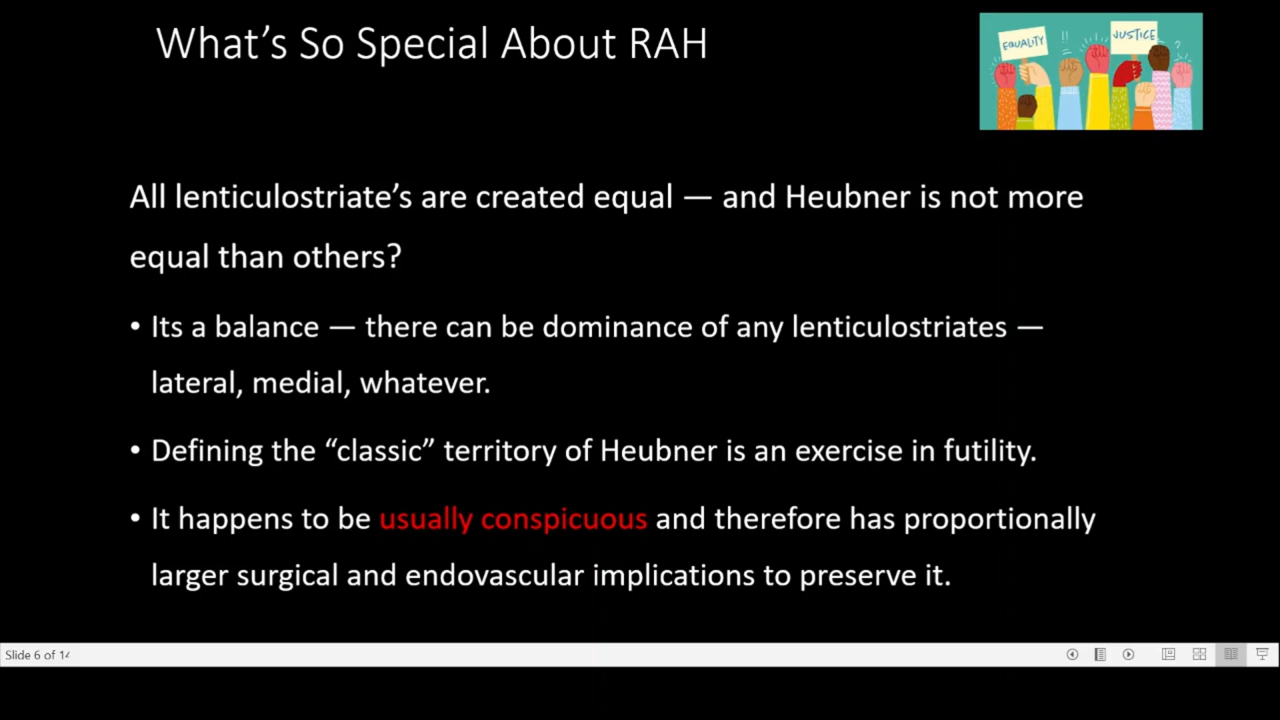 What's So Special About RAH
EQUALITY
JUSTICE
All lenticulostriate's are created equal — and Heubner is not more
equal than others?
• Its a balance — there can be dominance of any lenticulostriates —
lateral, medial, whatever.
• Defining the “classic” territory of Heubner is an exercise in futility.
• It happens to be usually conspicuous and therefore has proportionally
larger surgical and endovascular implications to preserve it.
Slide 6 of